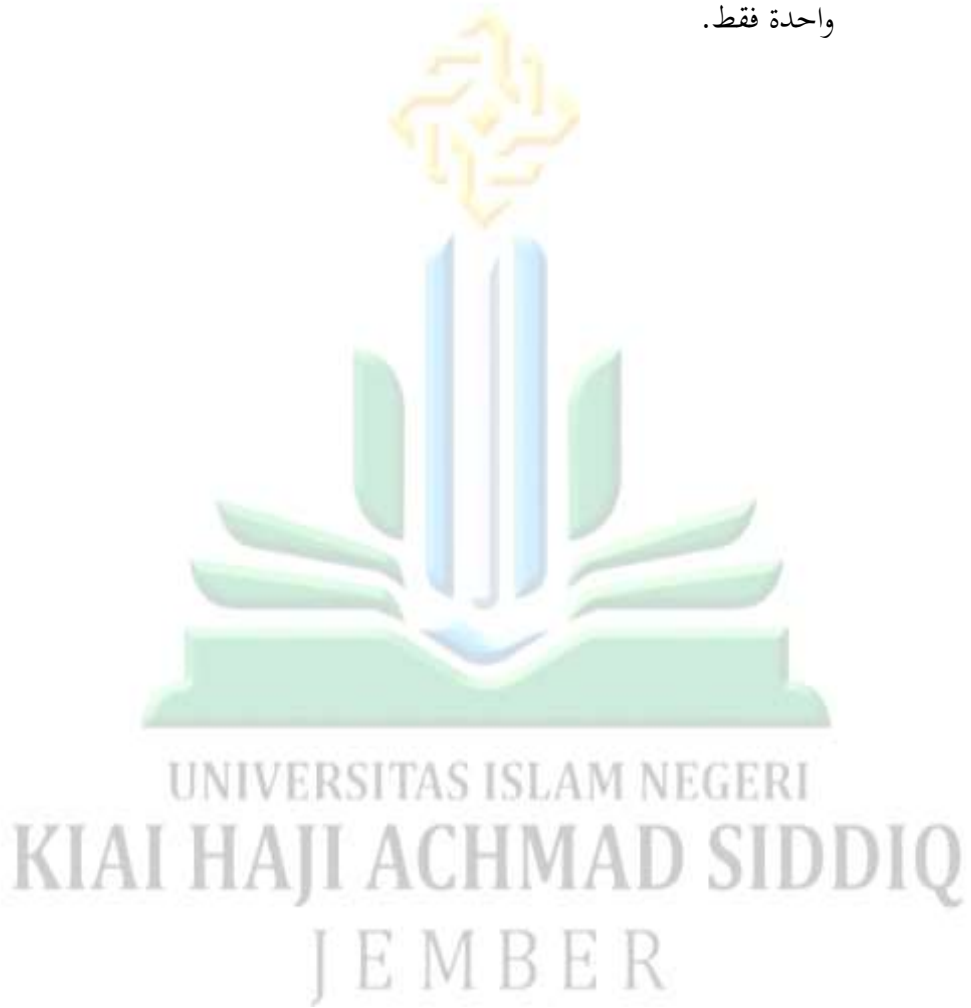 واحدة فقط.
UNIVERSITAS ISLAM NEGERI
KIAI HAJI ACHMAD SIDDIQ
JEMBER